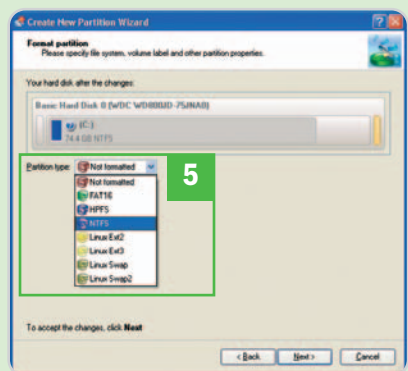 Create New Partition Wizard
Format partition
Please specify file system, volume label and other partition properties.
Your hard disk after the changes:
Basic Hard Disk 0 (WDC WD800JD-75JNA0)
(C:)
74.4 GB NTFS
Partition type: Not formatted
5
Not formatted
FAT16
HPFS
NTFS
Linux Ext2
Linux Ext3
Linux Swap
Linux Swap2
To accept the changes, click Next
< Back Next > Cancel